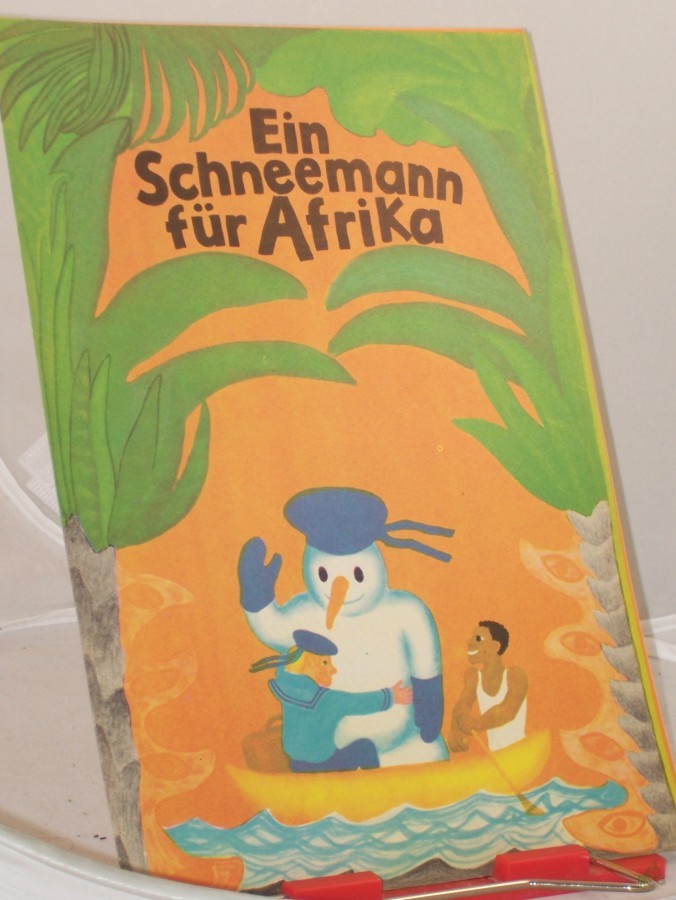 Ein
Schneemann
für Afrika